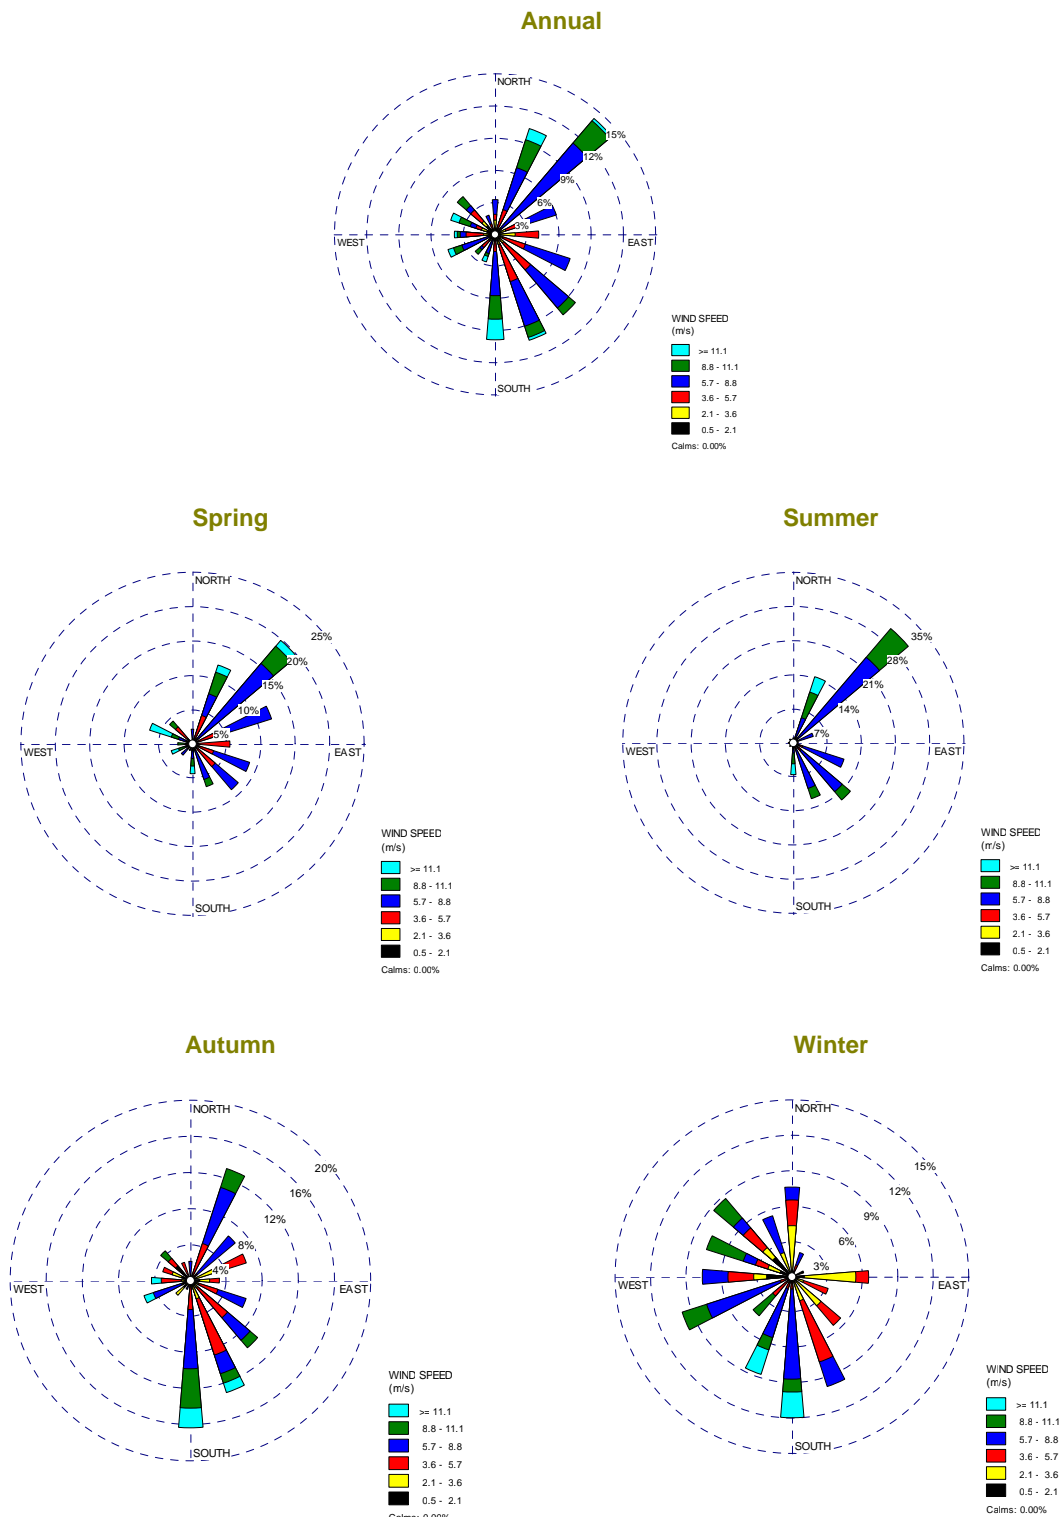 Annual
NORTH
15%
12%
9%
6%
3%
WEST
EAST
SOUTH
WIND SPEED
(m/s)
>= 11.1
8.8 - 11.1
5.7 - 8.8
3.6 - 5.7
2.1 - 3.6
0.5 - 2.1
Calms: 0.00%
Spring
NORTH
25%
20%
15%
10%
5%
WEST
EAST
SOUTH
WIND SPEED
(m/s)
>= 11.1
8.8 - 11.1
5.7 - 8.8
3.6 - 5.7
2.1 - 3.6
0.5 - 2.1
Calms: 0.00%
Summer
NORTH
35%
28%
21%
14%
7%
WEST
EAST
SOUTH
WIND SPEED
(m/s)
>= 11.1
8.8 - 11.1
5.7 - 8.8
3.6 - 5.7
2.1 - 3.6
0.5 - 2.1
Calms: 0.00%
Autumn
NORTH
20%
16%
12%
8%
4%
WEST
EAST
SOUTH
WIND SPEED
(m/s)
>= 11.1
8.8 - 11.1
5.7 - 8.8
3.6 - 5.7
2.1 - 3.6
0.5 - 2.1
Calms: 0.00%
Winter
NORTH
15%
12%
9%
6%
3%
WEST
EAST
SOUTH
WIND SPEED
(m/s)
>= 11.1
8.8 - 11.1
5.7 - 8.8
3.6 - 5.7
2.1 - 3.6
0.5 - 2.1
Calms: 0.00%